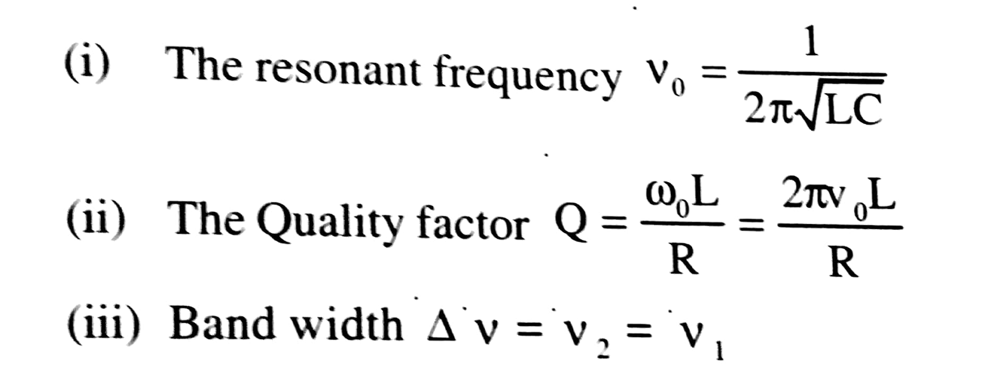 (i) The resonant frequency ν₀ = 1 / 2π√LC
(ii) The Quality factor Q = ω₀L / R = 2πν₀L / R
(iii) Band width Δν = ν₂ = ν₁